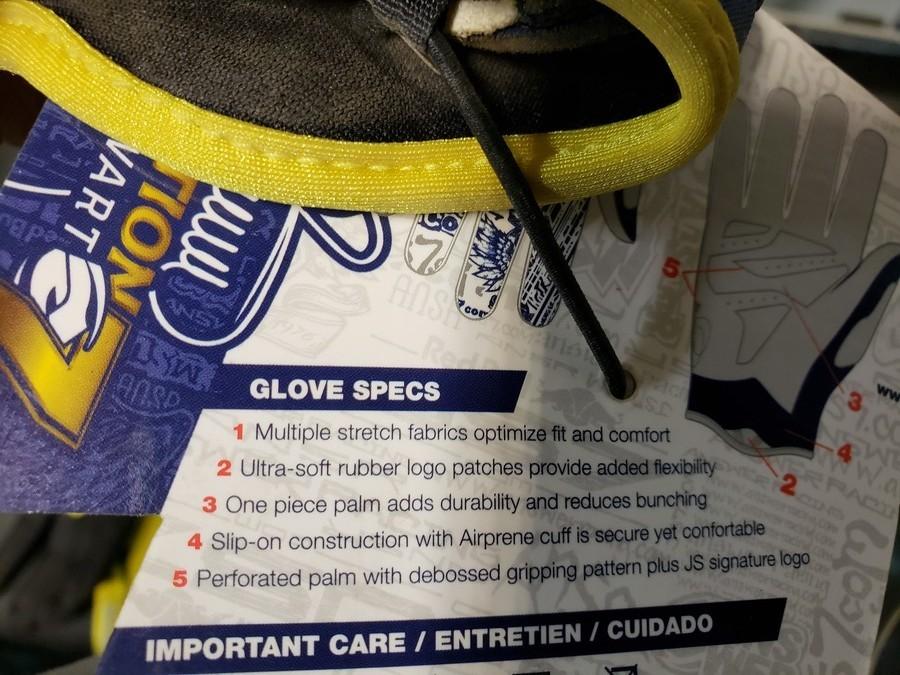 WART
TION
7
GLOVE SPECS
1 Multiple stretch fabrics optimize fit and comfort
2 Ultra-soft rubber logo patches provide added flexibility
3 One piece palm adds durability and reduces bunching
4 Slip-on construction with Airprene cuff is secure yet confortable
5 Perforated palm with debossed gripping pattern plus JS signature logo
IMPORTANT CARE / ENTRETIEN / CUIDADO
5
3
4
2